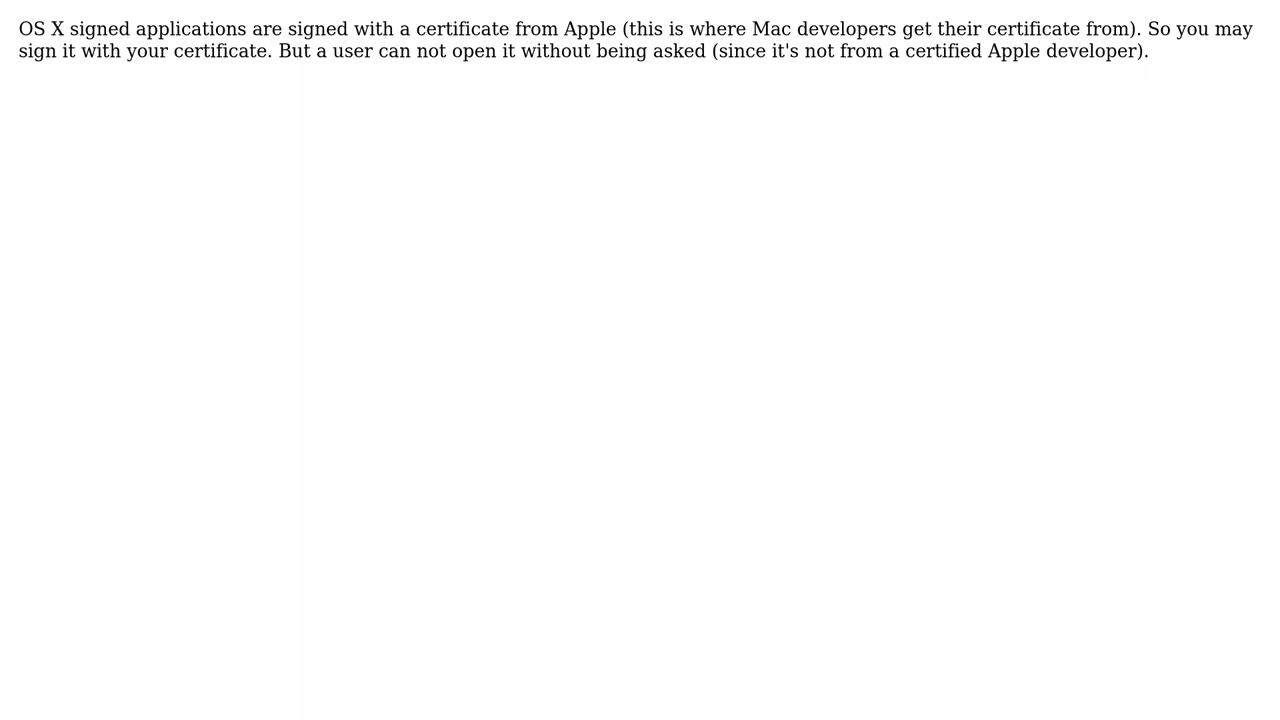 OS X signed applications are signed with a certificate from Apple (this is where Mac developers get their certificate from). So you may
sign it with your certificate. But a user can not open it without being asked (since it's not from a certified Apple developer).